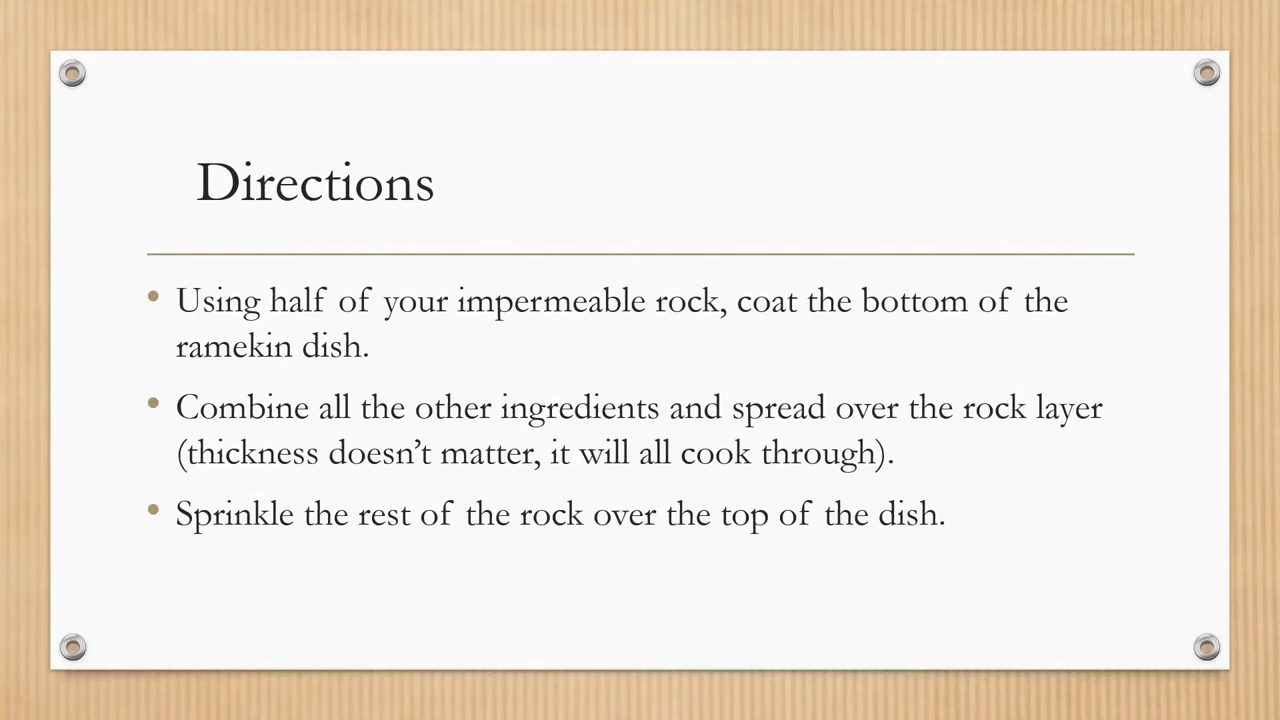 Directions
• Using half of your impermeable rock, coat the bottom of the
ramekin dish.
• Combine all the other ingredients and spread over the rock layer
(thickness doesn’t matter, it will all cook through).
• Sprinkle the rest of the rock over the top of the dish.